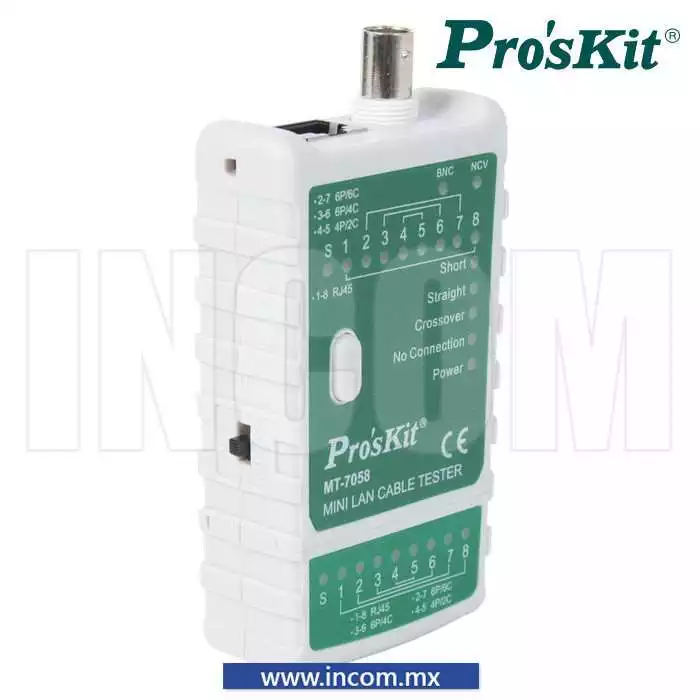 Pro'sKit®
BNC NCV
2-7 6P/6C
3-6 6P/4C
4-5 4P/2C
S 1 2 3 4 5 6 7 8
1-8 RJ45
Short
Straight
Crossover
No Connection
Power
INCOM
Pro'sKit®
CE
MT-7058
MINI LAN CABLE TESTER
S 1 2 3 4 5 6 7 8
1-8 RJ45 2-7 6P/6C
3-6 6P/4C 4-5 4P/2C
www.incom.mx